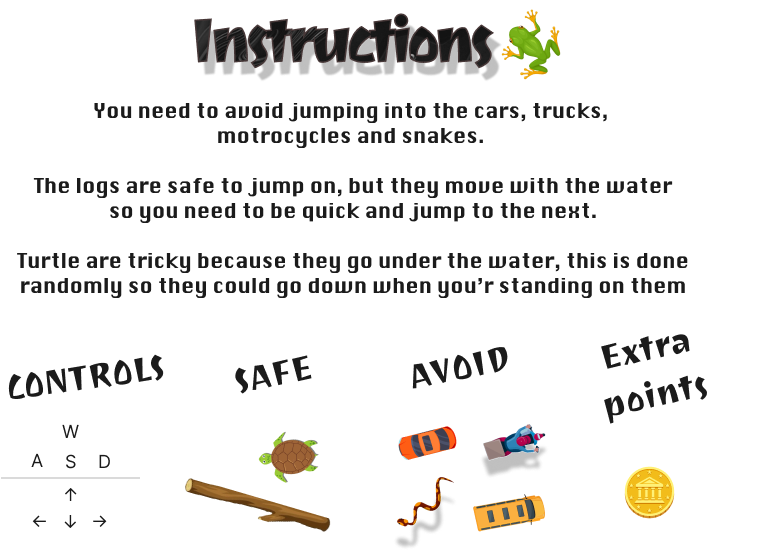 Instructions
You need to avoid jumping into the cars, trucks,
motrocycles and snakes.
The logs are safe to jump on, but they move with the water
so you need to be quick and jump to the next.
Turtle are tricky because they go under the water, this is done
randomly so they could go down when you'r standing on them
CONTROLS
W
A S D
↑
← ↓ →
SAFE
AVOID
Extra
points